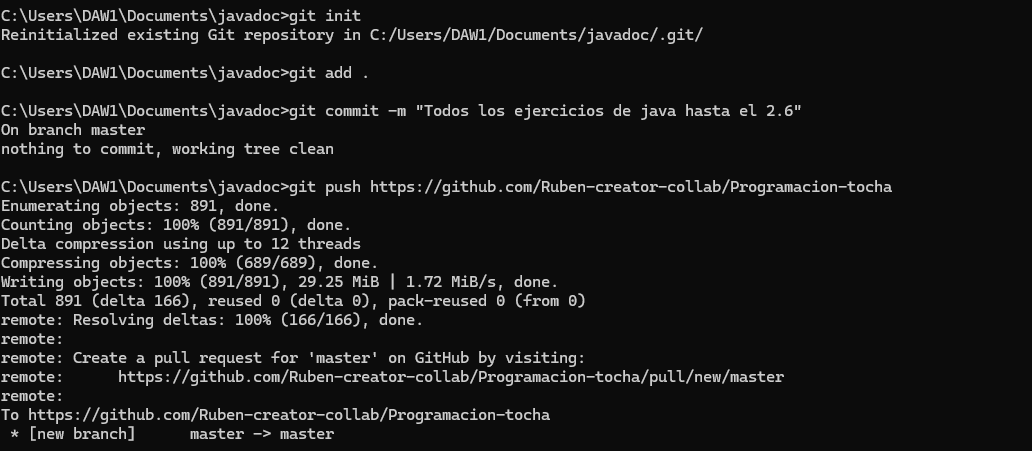 C:\Users\DAW1\Documents\javadoc>git init
Reinitialized existing Git repository in C:/Users/DAW1/Documents/javadoc/.git/
C:\Users\DAW1\Documents\javadoc>git add .
C:\Users\DAW1\Documents\javadoc>git commit -m "Todos los ejercicios de java hasta el 2.6"
On branch master
nothing to commit, working tree clean
C:\Users\DAW1\Documents\javadoc>git push https://github.com/Ruben-creator-collab/Programacion-tocha
Enumerating objects: 891, done.
Counting objects: 100% (891/891), done.
Delta compression using up to 12 threads
Compressing objects: 100% (689/689), done.
Writing objects: 100% (891/891), 29.25 MiB | 1.72 MiB/s, done.
Total 891 (delta 166), reused 0 (delta 0), pack-reused 0 (from 0)
remote: Resolving deltas: 100% (166/166), done.
remote:
remote: Create a pull request for 'master' on GitHub by visiting:
remote:      https://github.com/Ruben-creator-collab/Programacion-tocha/pull/new/master
remote:
To https://github.com/Ruben-creator-collab/Programacion-tocha
 * [new branch]      master -> master